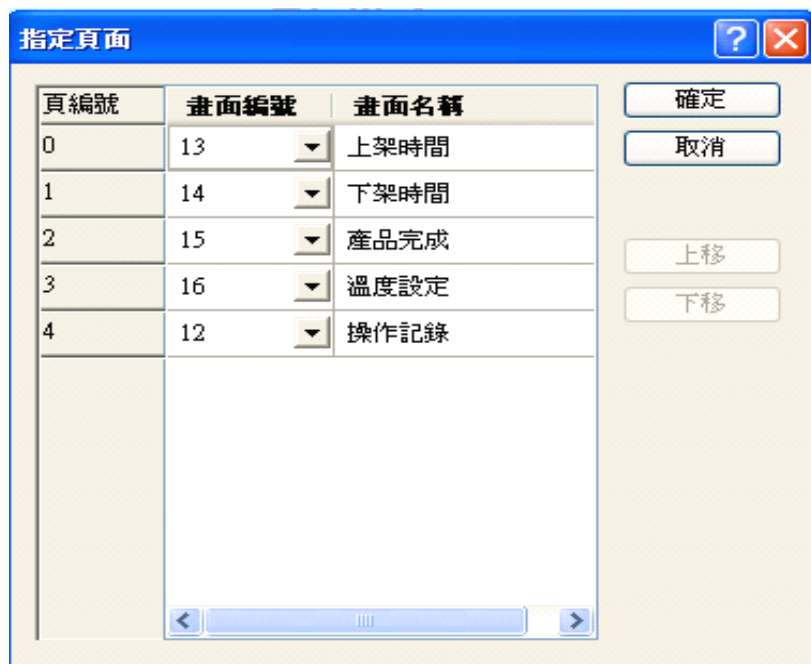 指定頁面
頁編號 畫面編號 畫面名稱 確定
0 13 上架時間 取消
1 14 下架時間
2 15 產品完成 上移
3 16 溫度設定 下移
4 12 操作記錄